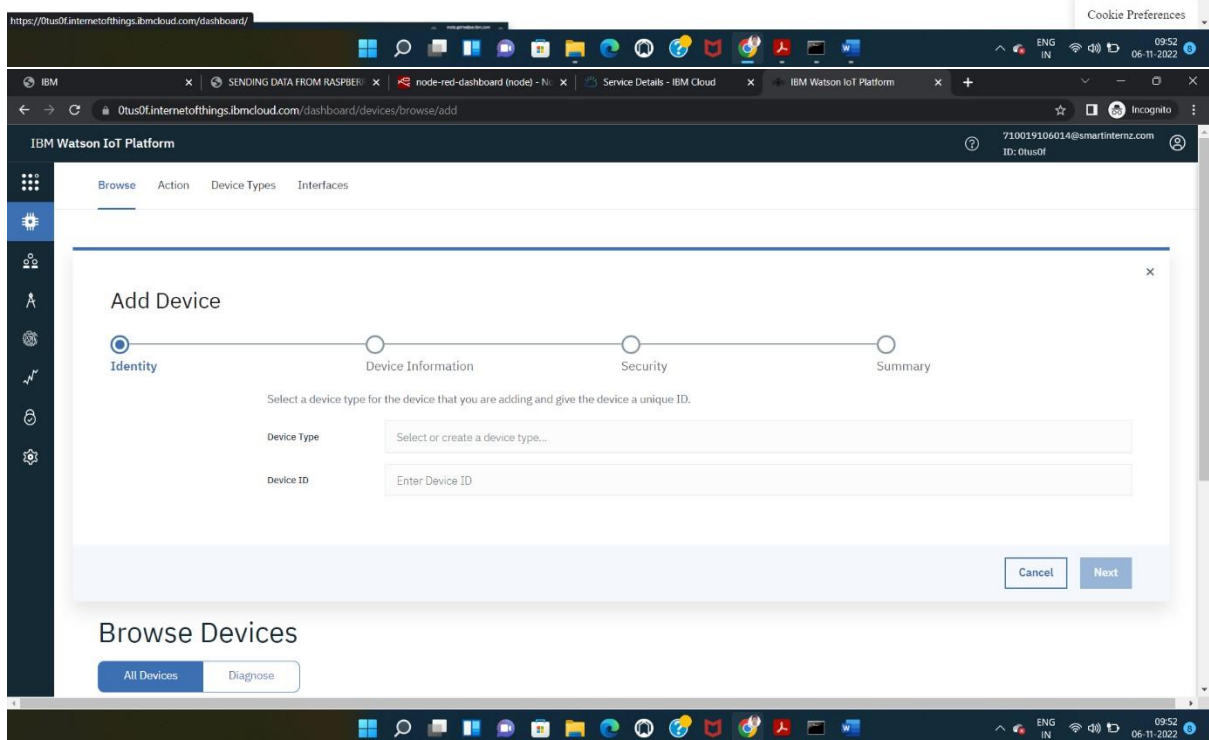 Cookie Preferences
https://0tus0f.internetofthings.ibmcloud.com/dashboard/
ENG
IN
09:52
06-11-2022
IBM
SENDING DATA FROM RASPBER
node-red-dashboard (node) - No
Service Details - IBM Cloud
IBM Watson IoT Platform
0tus0f.internetofthings.ibmcloud.com/dashboard/devices/browse/add
Incognito
IBM Watson IoT Platform
710019106014@smartinternz.com
ID: 0tus0f
Browse Action Device Types Interfaces
Add Device
Identity Device Information Security Summary
Select a device type for the device that you are adding and give the device a unique ID.
Device Type Select or create a device type...
Device ID Enter Device ID
Cancel Next
Browse Devices
All Devices Diagnose
ENG
IN
09:52
06-11-2022